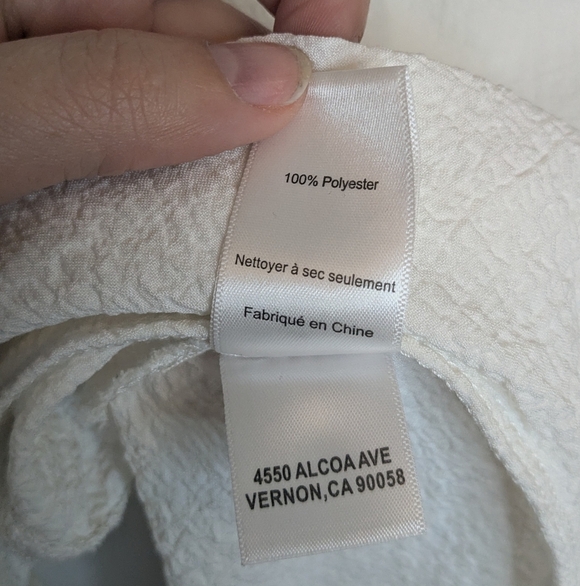 100% Polyester
Nettoyer à sec seulement
Fabriqué en Chine
4550 ALCOA AVE
VERNON,CA 90058